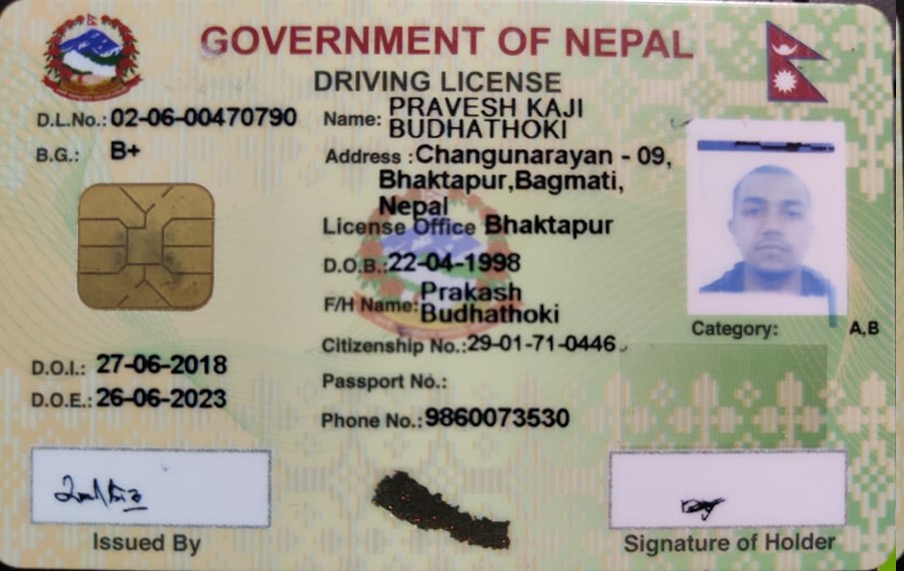 GOVERNMENT OF NEPAL
DRIVING LICENSE
D.L.No.: 02-06-00470790
B.G.: B+
Name: PRAVESH KAJI
BUDHATHOKI
Address : Changunarayan - 09,
Bhaktapur,Bagmati,
Nepal
License Office Bhaktapur
D.O.B.: 22-04-1998
F/H Name: Prakash
Budhathoki
Citizenship No.: 29-01-71-0446
Passport No.:
Phone No.: 9860073530
D.O.I.: 27-06-2018
D.O.E.: 26-06-2023
Category: A,B
Issued By
Signature of Holder